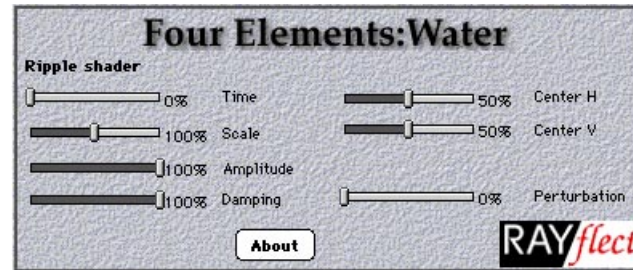 Four Elements:Water
Ripple shader
0% Time 50% Center H
100% Scale 50% Center V
100% Amplitude
100% Damping 0% Perturbation
About RAYflect